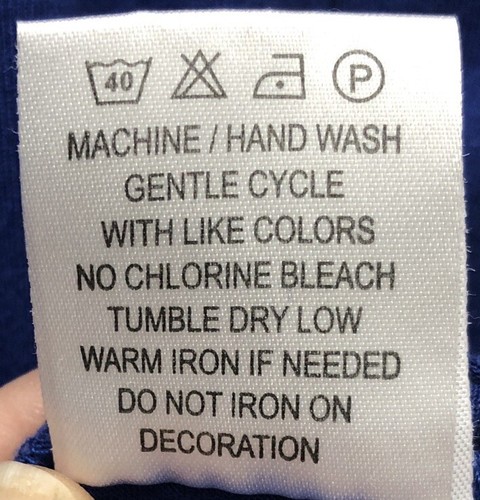 40 P
MACHINE / HAND WASH
GENTLE CYCLE
WITH LIKE COLORS
NO CHLORINE BLEACH
TUMBLE DRY LOW
WARM IRON IF NEEDED
DO NOT IRON ON
DECORATION